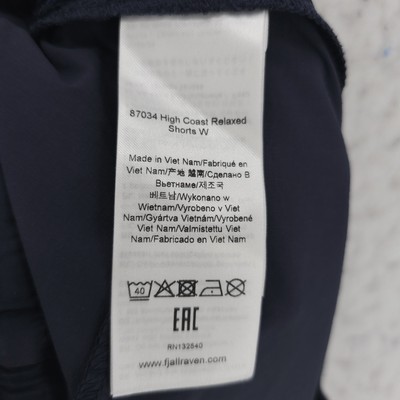 87034 High Coast Relaxed
Shorts W
Made in Viet Nam/Fabriqué en
Viet Nam/产地 越南/Сделано В
Вьетнаме/제조국
베트남/Wykonano w
Wietnam/Vyrobeno v Viet
Nam/Gyártva Vietnám/Vyrobené
Viet Nam/Valmistettu Viet
Nam/Fabricado en Viet Nam
40
EAC
RN132840
www.fjallraven.com